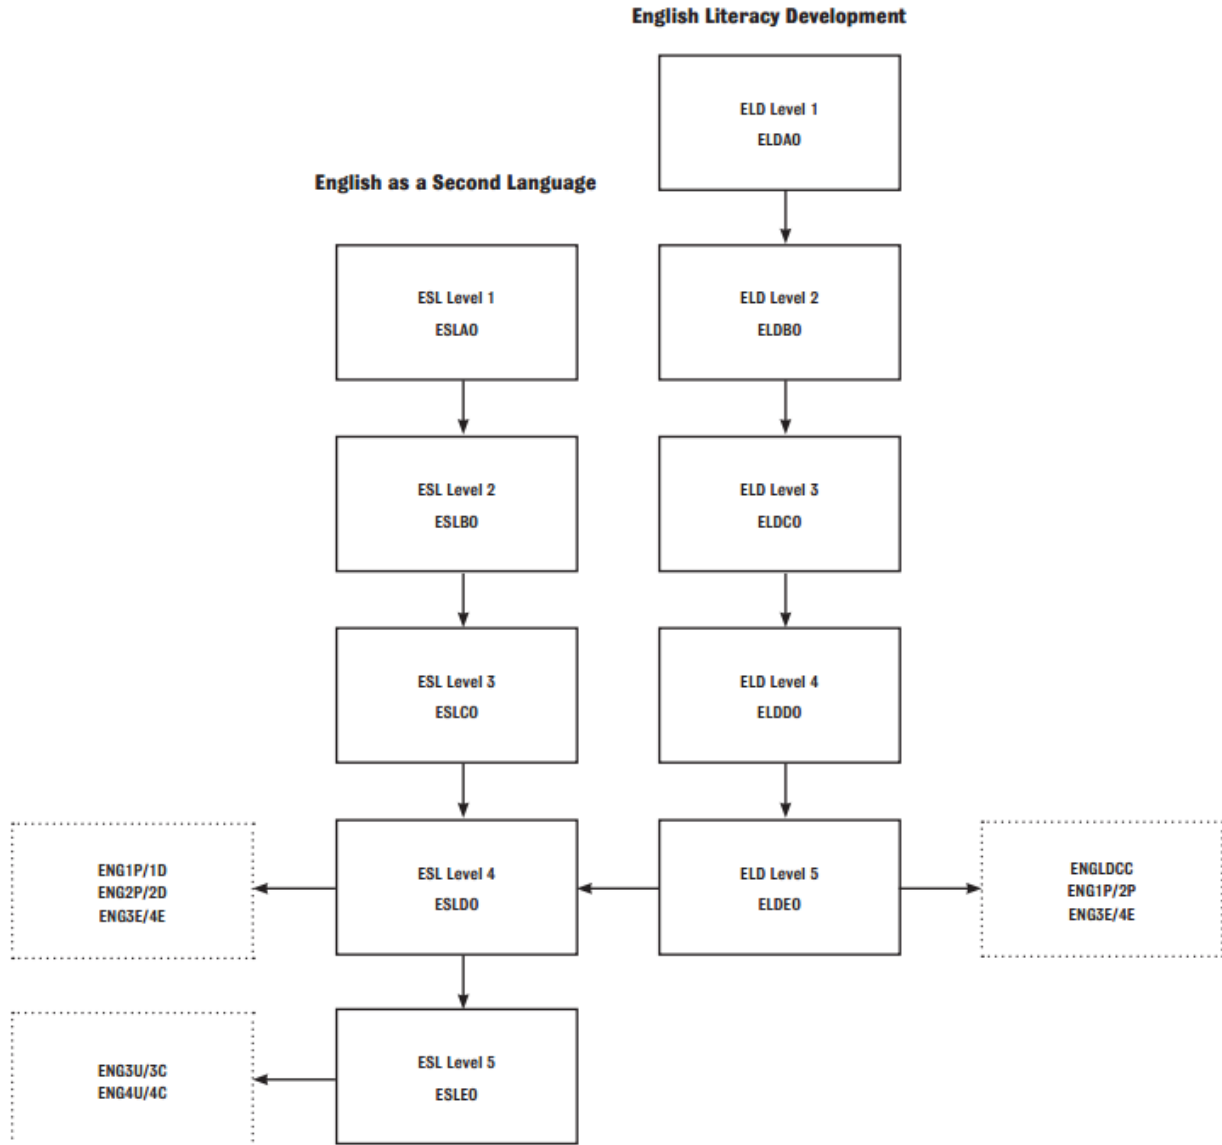 English Literacy Development
ELD Level 1
ELDAO
English as a Second Language
ESL Level 1
ESLAO
ELD Level 2
ELDBO
ESL Level 2
ESLBO
ELD Level 3
ELDCO
ESL Level 3
ESLCO
ELD Level 4
ELDDO
ENG1P/1D
ENG2P/2D
ENG3E/4E
ESL Level 4
ESLDO
ELD Level 5
ELDEO
ENGLDCC
ENG1P/2P
ENG3E/4E
ENG3U/3C
ENG4U/4C
ESL Level 5
ESLEO